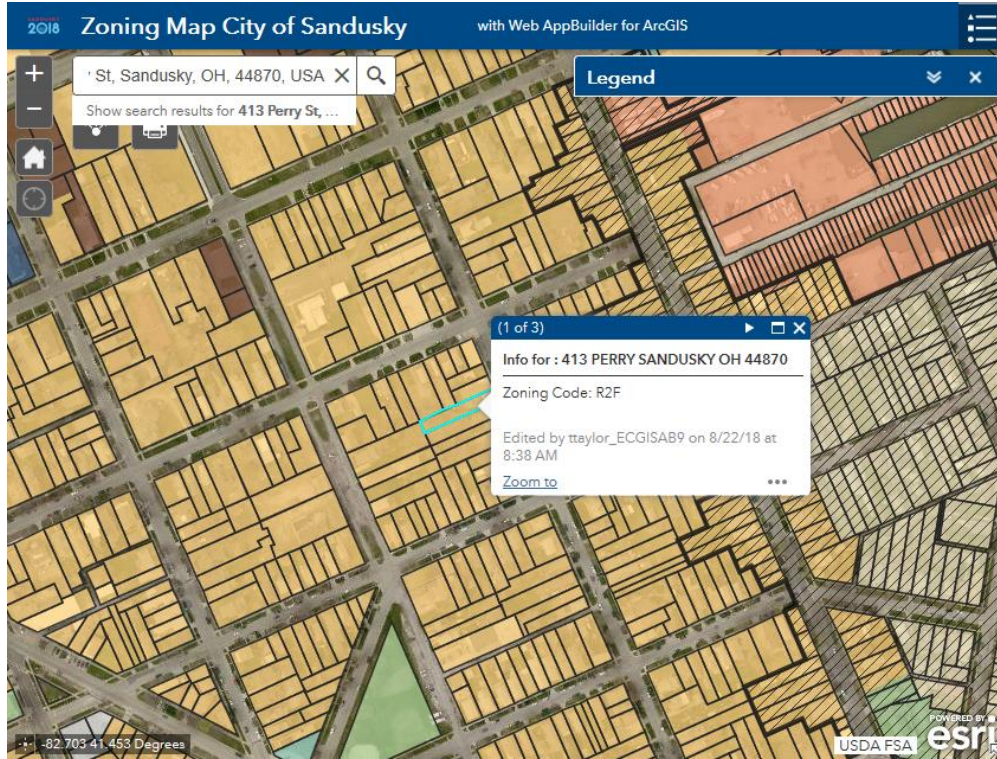 SANDUSKY
2018
Zoning Map City of Sandusky
with Web AppBuilder for ArcGIS
St, Sandusky, OH, 44870, USA
Show search results for 413 Perry St, ...
Legend
(1 of 3)
Info for : 413 PERRY SANDUSKY OH 44870
Zoning Code: R2F
Edited by ttaylor_ECGISAB9 on 8/22/18 at
8:38 AM
Zoom to
-82.703 41.453 Degrees
USDA FSA
POWERED BY
esri